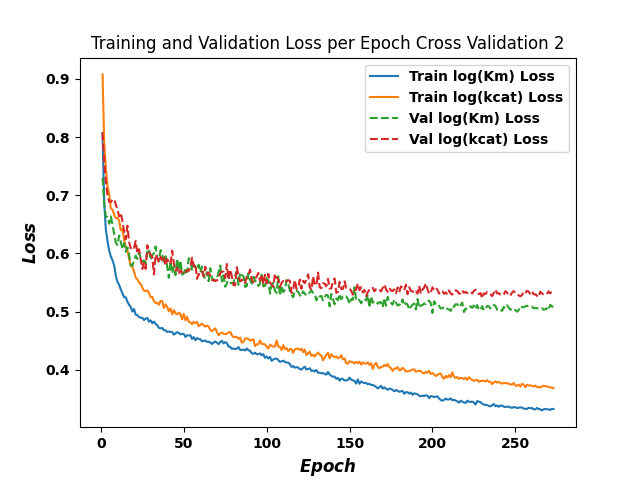 Training and Validation Loss per Epoch Cross Validation 2
Train log(Km) Loss
Train log(kcat) Loss
Val log(Km) Loss
Val log(kcat) Loss
0.9
0.8
0.7
0.6
0.5
0.4
Loss
0 50 100 150 200 250
Epoch